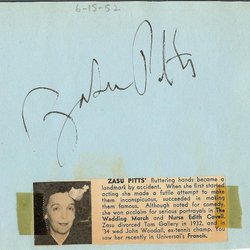 6-15-52
Zasu Pitts
ZASU PITTS' fluttering hands became a
landmark by accident. When she first started
acting she made a futile attempt to make
them inconspicuous, succeeded in making
them famous. Although noted for comedy,
she won acclaim for serious portrayals in The
Wedding March and Nurse Edith Cavell.
Zasu divorced Tom Gallery in 1932, and in
'34 wed John Woodall, ex-tennis champ. You
saw her recently in Universal's Francis.